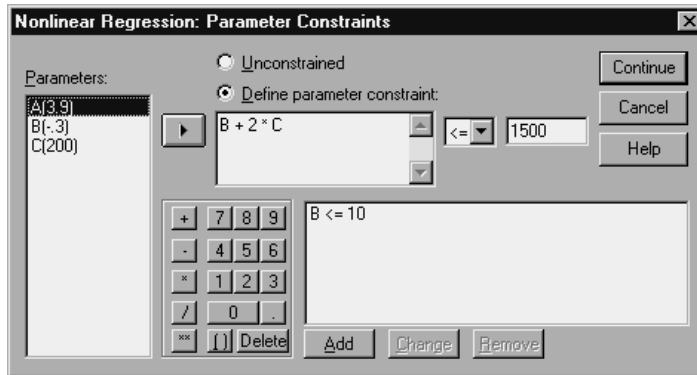 Nonlinear Regression: Parameter Constraints
Parameters:
A(3.9)
B(-.3)
C(200)
Unconstrained
Define parameter constraint:
B + 2 * C
<=
1500
Continue
Cancel
Help
+ 7 8 9
- 4 5 6
* 1 2 3
/ 0 .
** ( ) Delete
B <= 10
Add Change Remove